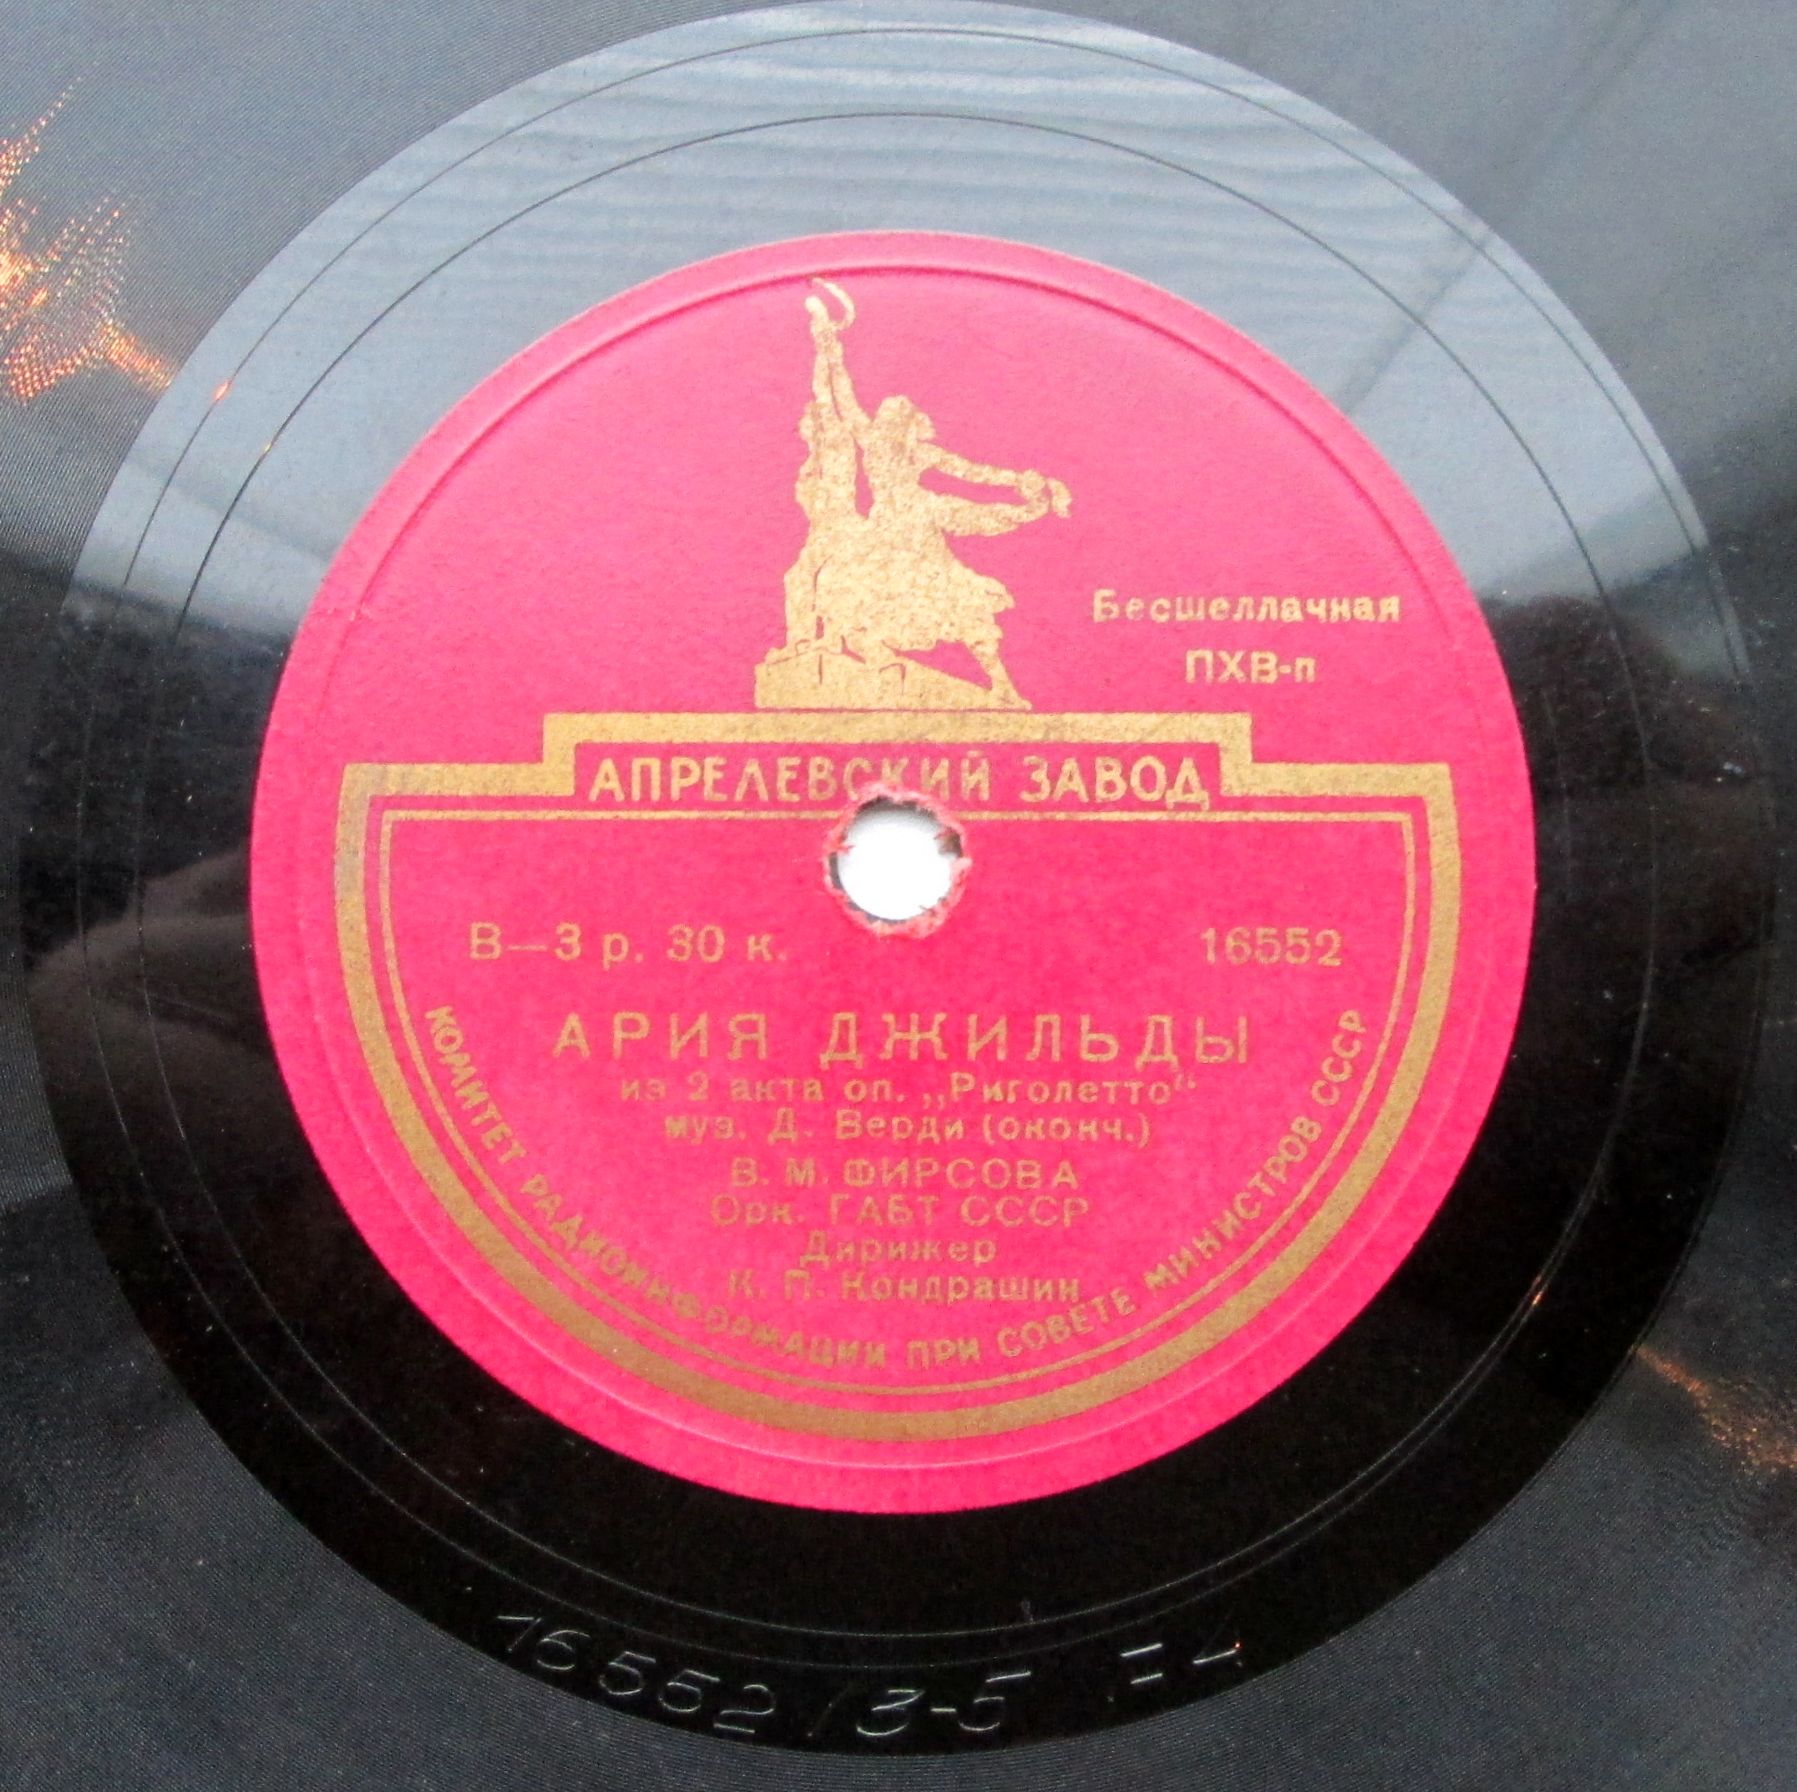 Бесшеллачная
ПХВ-п
АПРЕЛЕВСКИЙ ЗАВОД
В—3 р. 30 к. 16552
АРИЯ ДЖИЛЬДЫ
из 2 акта оп. „Риголетто“
муз. Д. Верди (оконч.)
В. М. ФИРСОВА
Орк. ГАБТ СССР
Дирижер
К. П. Кондрашин
КОМИТЕТ РАДИОИНФОРМАЦИИ ПРИ СОВЕТЕ МИНИСТРОВ СССР
16552 /3-5